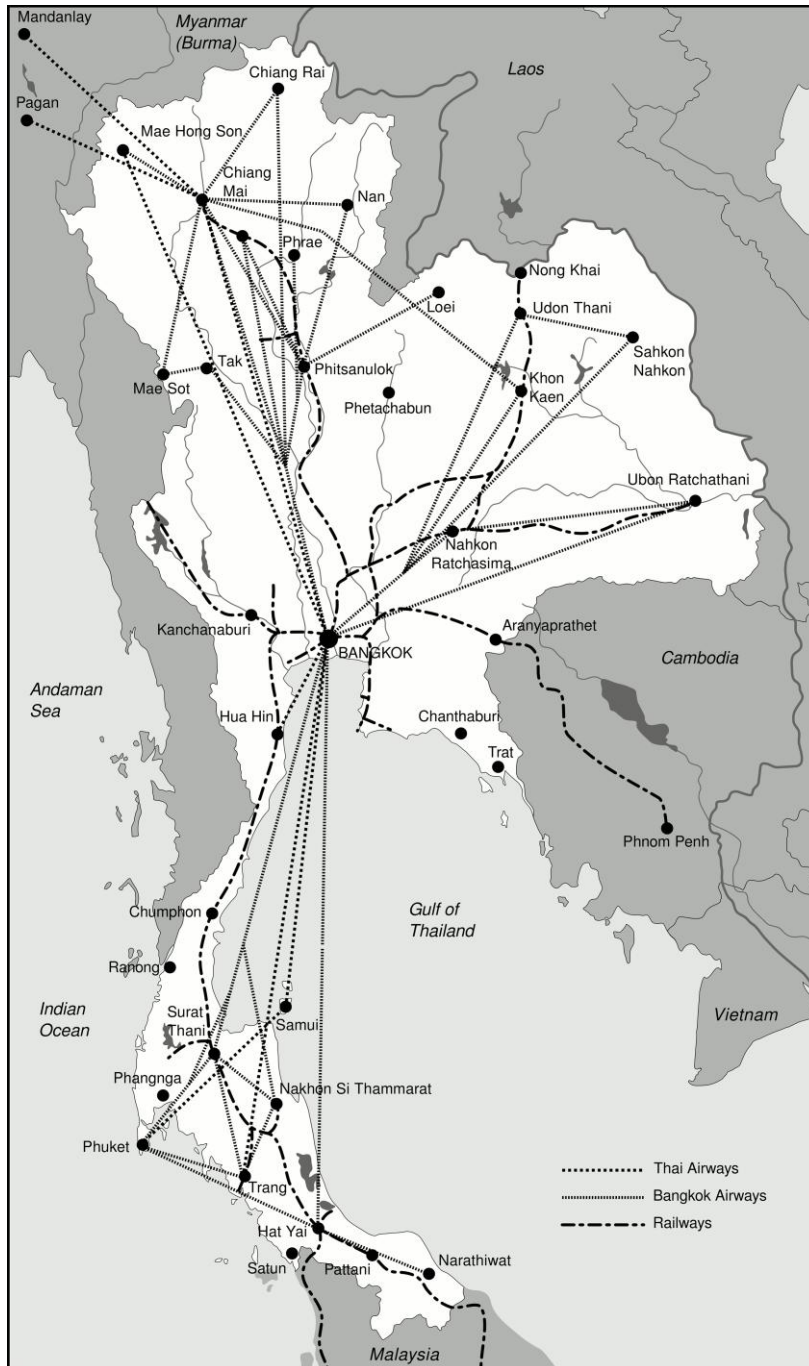 Mandanlay
Myanmar
(Burma)
Chiang Rai
Laos
Pagan
Mae Hong Son
Chiang
Mai
Nan
Phrae
Nong Khai
Loei
Udon Thani
Sahkon
Nahkon
Tak
Mae Sot
Phitsanulok
Khon
Kaen
Phetachabun
Ubon Ratchathani
Nahkon
Ratchasima
Kanchanaburi
BANGKOK
Aranyaprathet
Cambodia
Andaman
Sea
Hua Hin
Chanthaburi
Trat
Phnom Penh
Chumphon
Gulf of
Thailand
Ranong
Indian
Ocean
Surat
Thani
Samui
Vietnam
Phangnga
Nakhon Si Thammarat
Phuket
Trang
Thai Airways
Bangkok Airways
Railways
Hat Yai
Satun
Pattani
Narathiwat
Malaysia